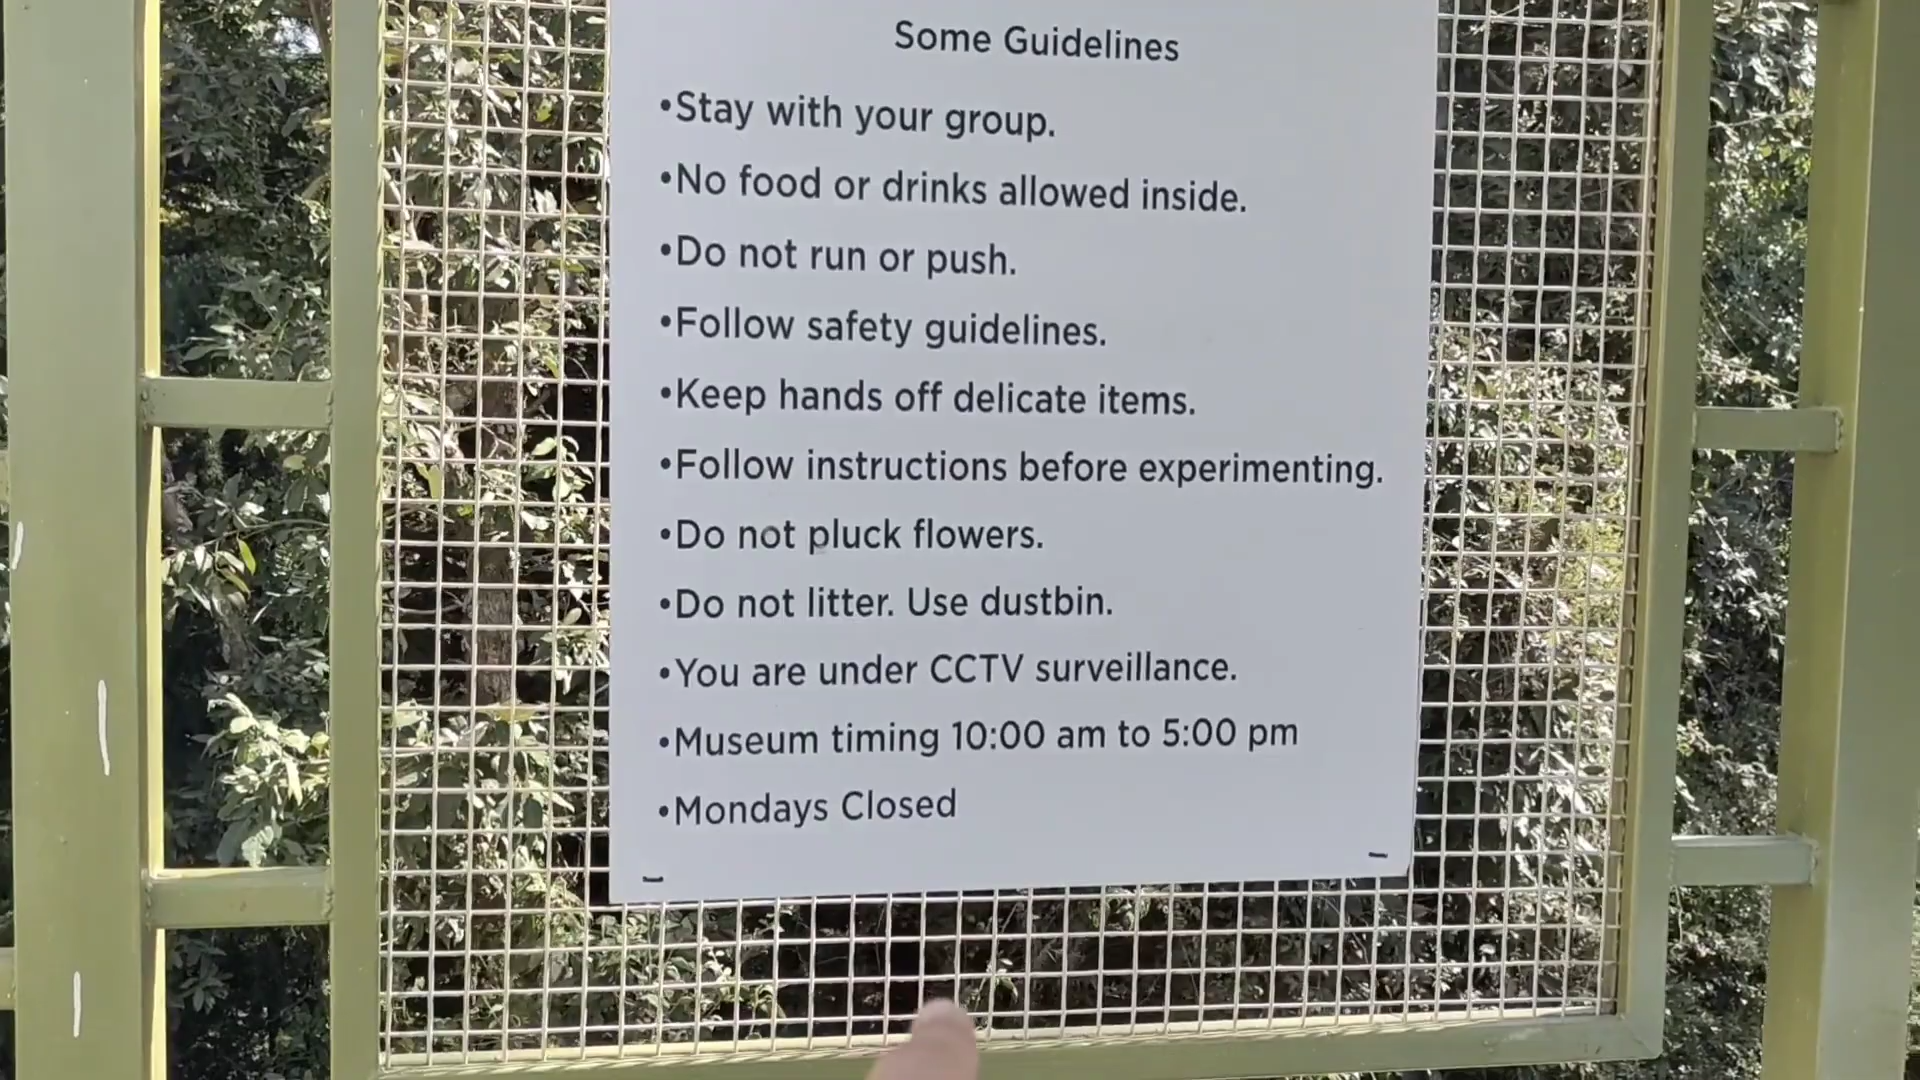 Some Guidelines
•Stay with your group.
•No food or drinks allowed inside.
•Do not run or push.
•Follow safety guidelines.
•Keep hands off delicate items.
•Follow instructions before experimenting.
•Do not pluck flowers.
•Do not litter. Use dustbin.
•You are under CCTV surveillance.
•Museum timing 10:00 am to 5:00 pm
•Mondays Closed